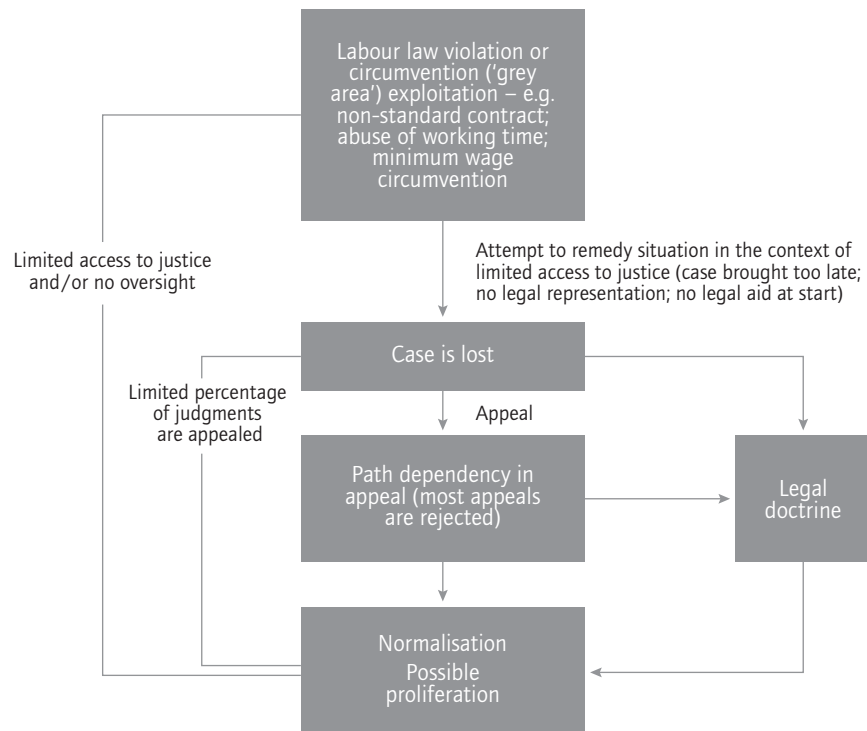 Labour law violation or
circumvention (‘grey
area’) exploitation – e.g.
non-standard contract;
abuse of working time;
minimum wage
circumvention
Limited access to justice
and/or no oversight
Attempt to remedy situation in the context of
limited access to justice (case brought too late;
no legal representation; no legal aid at start)
Case is lost
Limited percentage
of judgments
are appealed
Appeal
Path dependency in
appeal (most appeals
are rejected)
Legal
doctrine
Normalisation
Possible
proliferation